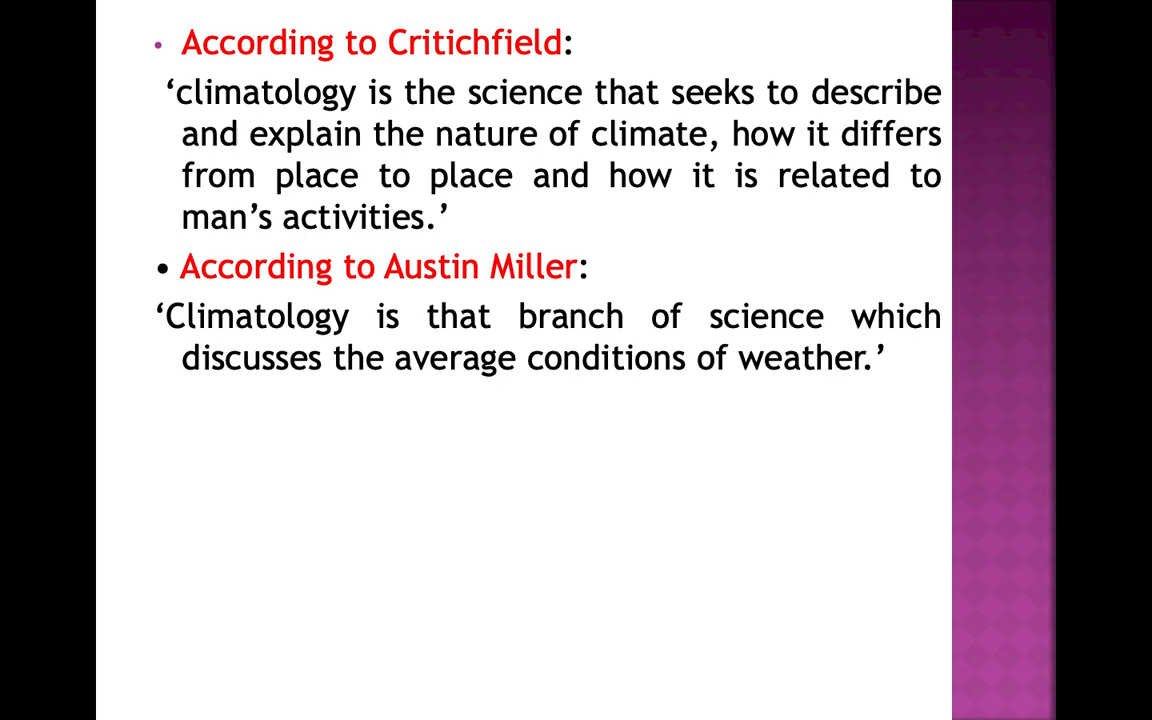 • According to Critichfield:
‘climatology is the science that seeks to describe
and explain the nature of climate, how it differs
from place to place and how it is related to
man’s activities.’
• According to Austin Miller:
‘Climatology is that branch of science which
discusses the average conditions of weather.’